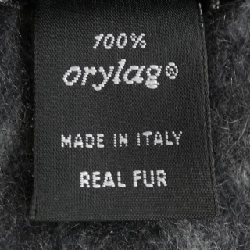 100%
orylag®
MADE IN ITALY
REAL FUR